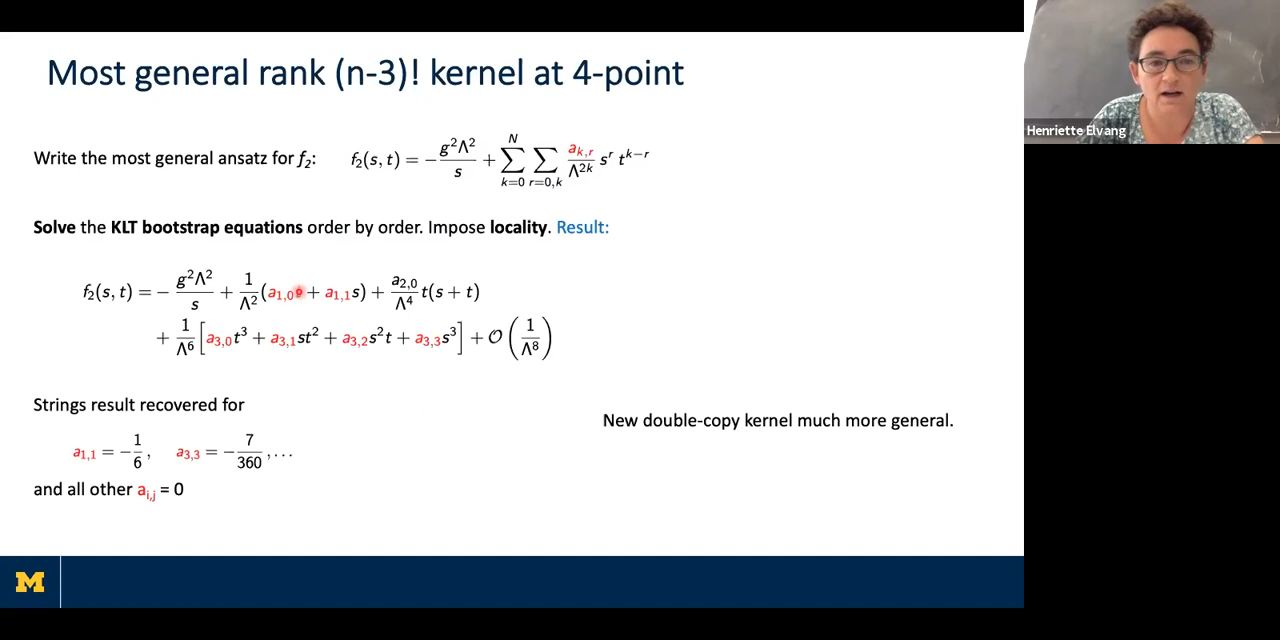 Most general rank (n-3)! kernel at 4-point
Henriette Elvang
Write the most general ansatz for f₂: f₂(s, t) = −g²Λ²/s + ∑_{k=0}^{N} ∑_{r=0,k} a_{k,r}/Λ^{2k} s^r t^{k−r}
Solve the KLT bootstrap equations order by order. Impose locality. Result:
f₂(s, t) = − g²Λ²/s + 1/Λ² (a_{1,0} + a_{1,1}s) + a_{2,0}/Λ⁴ t(s + t)
+ 1/Λ⁶ [a_{3,0}t³ + a_{3,1}st² + a_{3,2}s²t + a_{3,3}s³] + O(1/Λ⁸)
Strings result recovered for
New double-copy kernel much more general.
a_{1,1} = −1/6, a_{3,3} = −7/360, ...
and all other a_{i,j} = 0
M